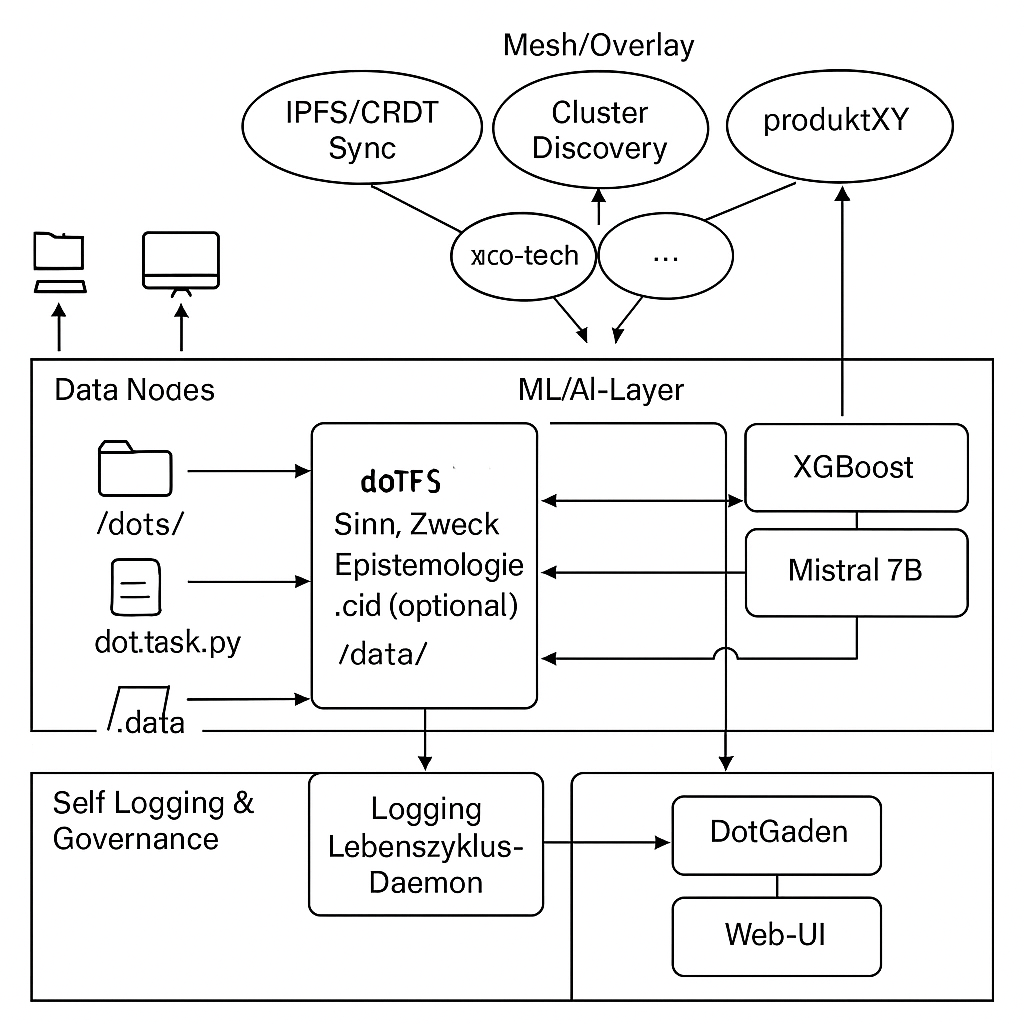 Mesh/Overlay
IPFS/CRDT
Sync
Cluster
Discovery
produktXY
xco-tech
...
Data Nodes
ML/AI-Layer
/dots/
dot.task.py
/.data
doTFS
Sinn, Zweck
Epistemologie
.cid (optional)
/data/
XGBoost
Mistral 7B
Self Logging &
Governance
Logging
Lebenszyklus-
Daemon
DotGaden
Web-UI